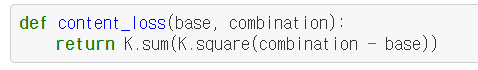 def content_loss(base, combination):
    return K.sum(K.square(combination - base))